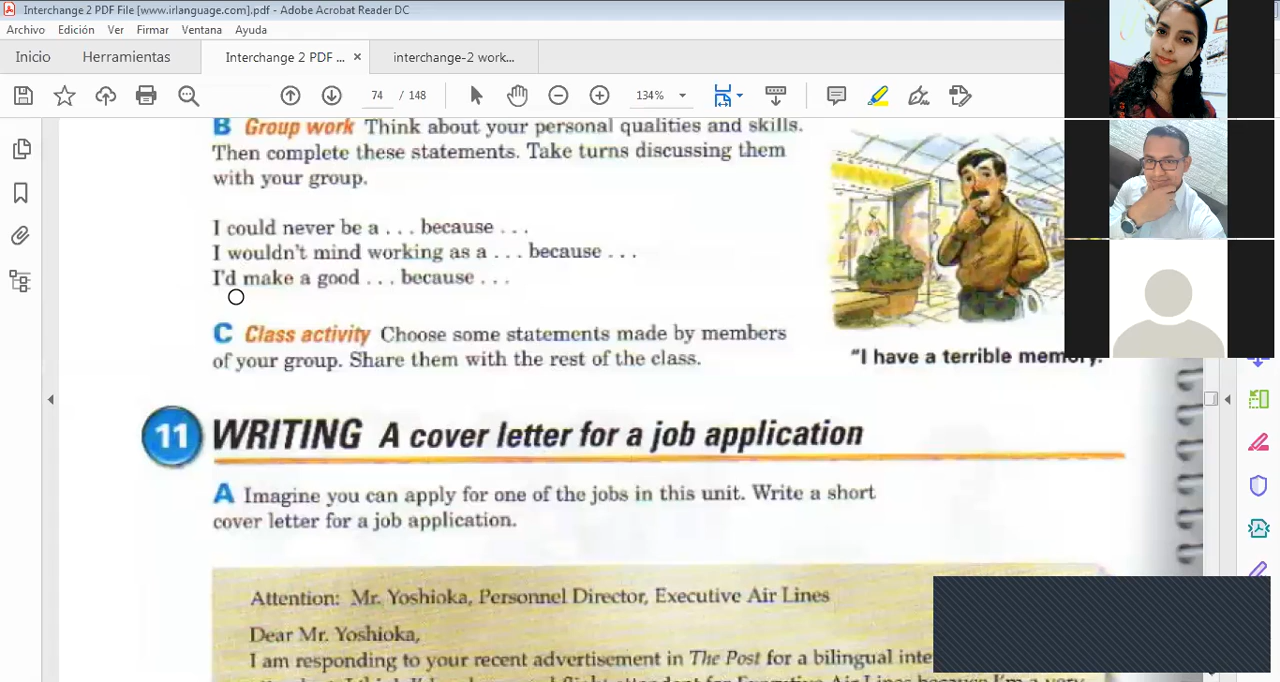 Interchange 2 PDF File [www.irlanguage.com].pdf - Adobe Acrobat Reader DC
Archivo Edición Ver Firmar Ventana Ayuda
Inicio Herramientas Interchange 2 PDF ... × interchange-2 work...
74 / 148 134%
B Group work Think about your personal qualities and skills.
Then complete these statements. Take turns discussing them
with your group.
I could never be a . . . because . . .
I wouldn't mind working as a . . . because . . .
I'd make a good . . . because . . .
C Class activity Choose some statements made by members
of your group. Share them with the rest of the class.
"I have a terrible memory.
11 WRITING A cover letter for a job application
A Imagine you can apply for one of the jobs in this unit. Write a short
cover letter for a job application.
Attention: Mr. Yoshioka, Personnel Director, Executive Air Lines
Dear Mr. Yoshioka,
I am responding to your recent advertisement in The Post for a bilingual